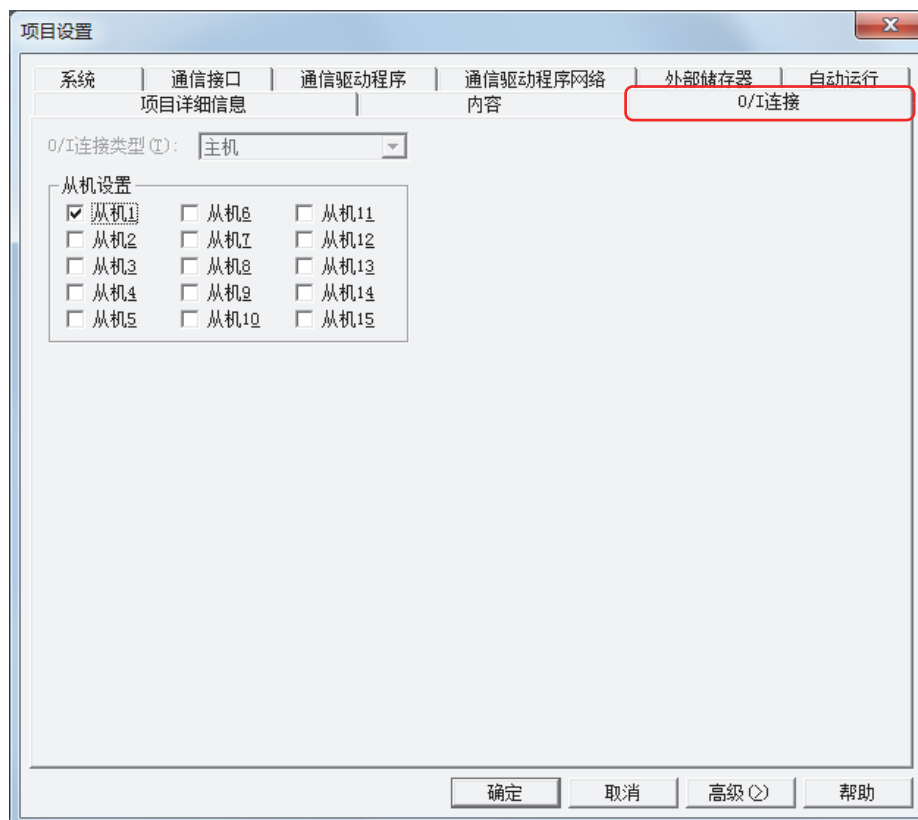 项目设置
系统 通信接口 通信驱动程序 通信驱动程序网络 外部储存器 自动运行
项目详细信息 内容 O/I连接
O/I连接类型(T): 主机
从机设置
从机1 从机6 从机11
从机2 从机7 从机12
从机3 从机8 从机13
从机4 从机9 从机14
从机5 从机10 从机15
确定 取消 高级(>) 帮助